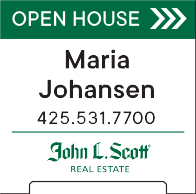 OPEN HOUSE
Maria
Johansen
425.531.7700
John L. Scott
REAL ESTATE